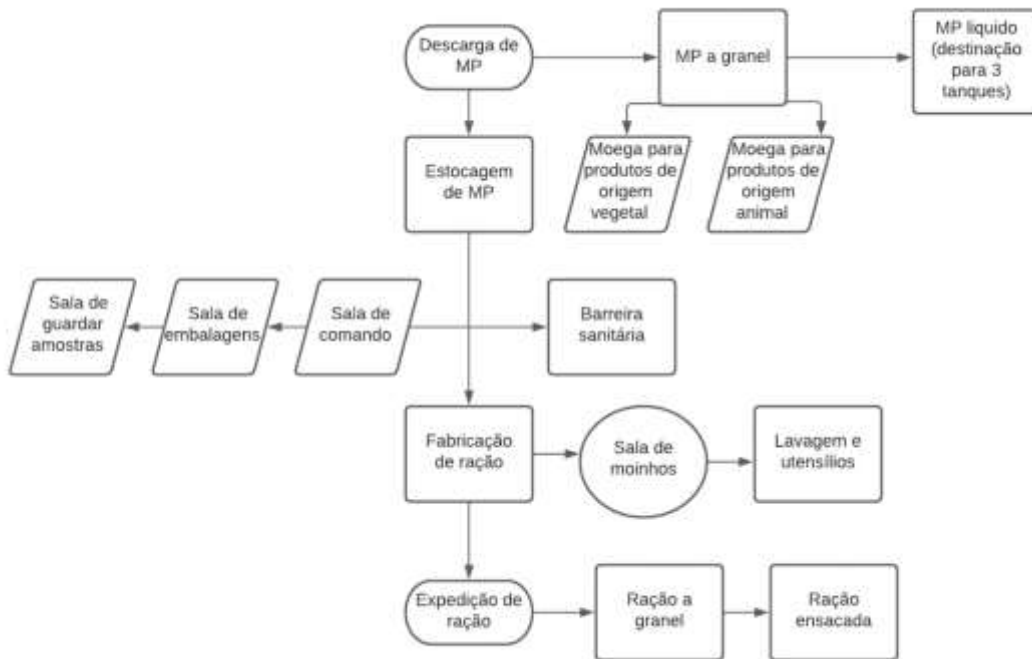 Descarga de
MP
MP a granel
MP liquido
(destinação
para 3
tanques)
Estocagem
de MP
Moega para
produtos de
origem
vegetal
Moega para
produtos de
origem
animal
Sala de
guardar
amostras
Sala de
embalagens
Sala de
comando
Barreira
sanitária
Fabricação
de ração
Sala de
moinhos
Lavagem e
utensílios
Expedição de
ração
Ração a
granel
Ração
ensacada